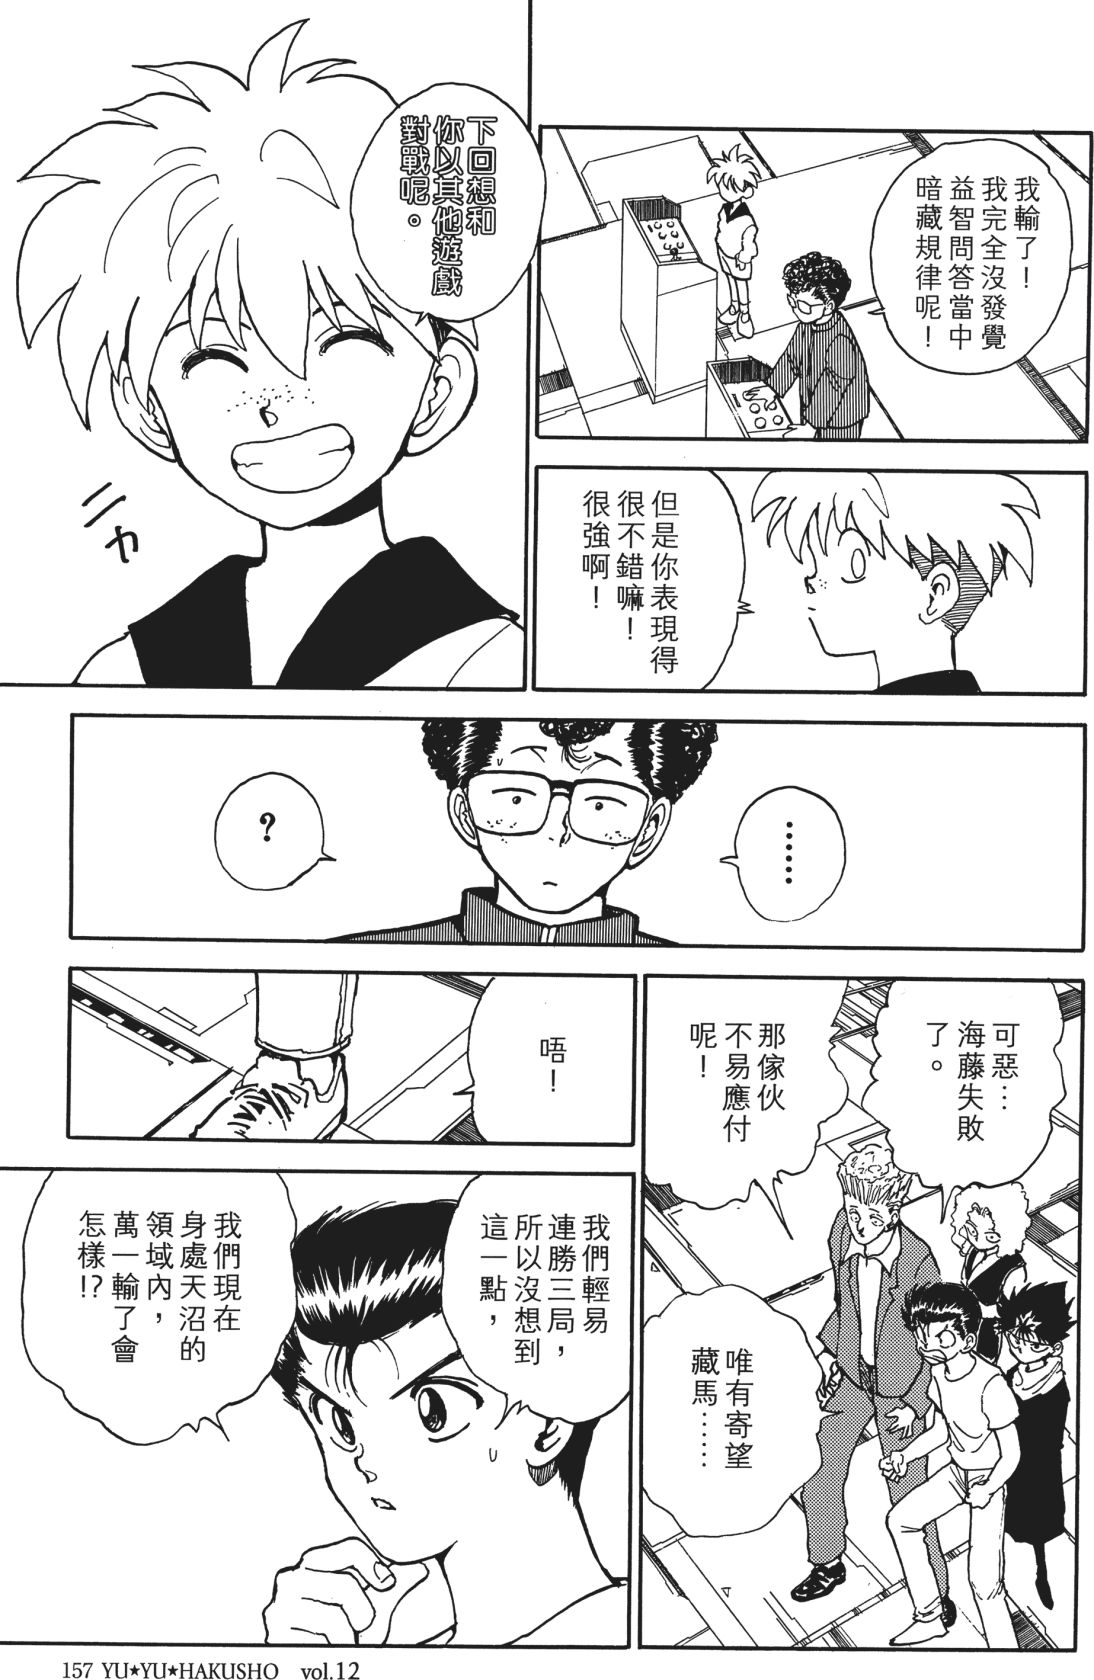 我輸了！
我完全沒發覺
益智問答當中
暗藏規律呢！
但是你表現得
很不錯嘛！
很強啊！
下回想和
你以其他遊戲
對戰呢。
ニカ
……
？
可惡…
海藤失敗
了。
那傢伙
不易應付
呢！
唯有寄望
藏馬……
唔！
我們輕易
連勝三局，
所以沒想到
這一點，
我們現在
身處天沼的
領域內，
萬一輸了會
怎樣!?
157 YU★YU★HAKUSHO vol.12